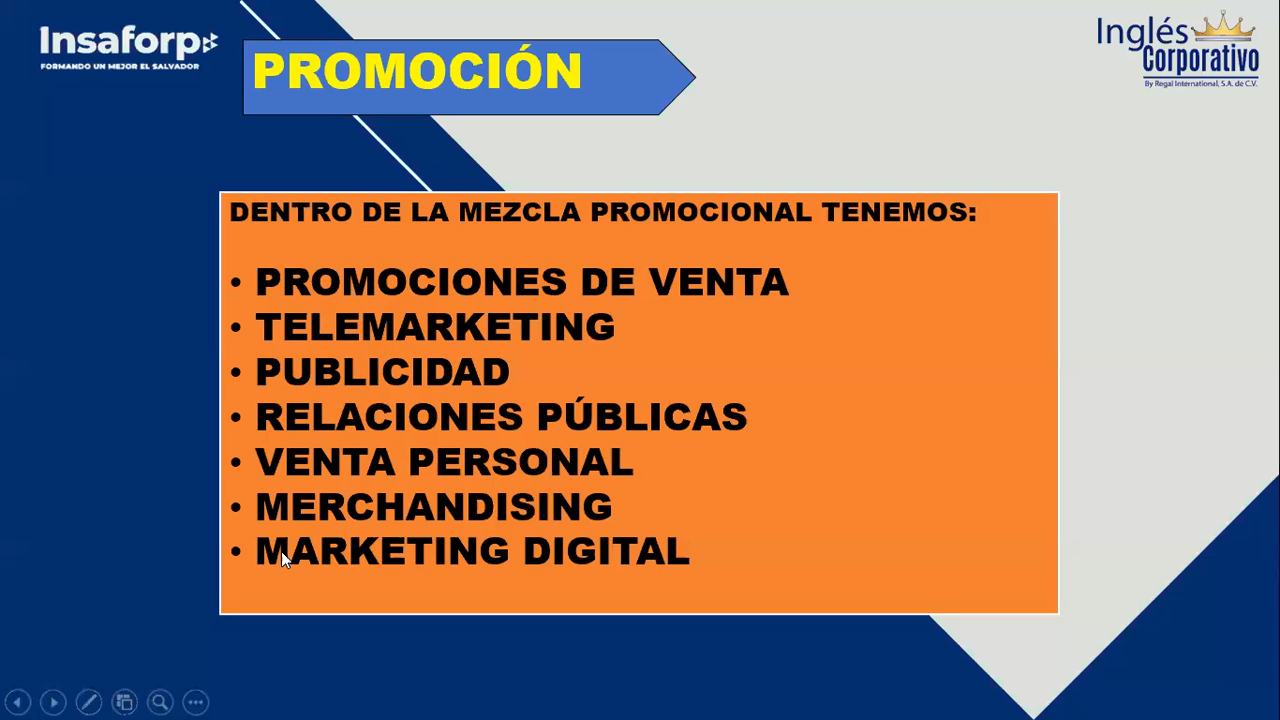 Insaforp
FORMANDO UN MEJOR EL SALVADOR
PROMOCIÓN
Inglés
Corporativo
By Regal International, S.A. de C.V.
DENTRO DE LA MEZCLA PROMOCIONAL TENEMOS:
• PROMOCIONES DE VENTA
• TELEMARKETING
• PUBLICIDAD
• RELACIONES PÚBLICAS
• VENTA PERSONAL
• MERCHANDISING
• MARKETING DIGITAL